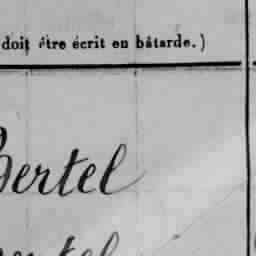 doit être écrit en bâtarde.)
Bertel